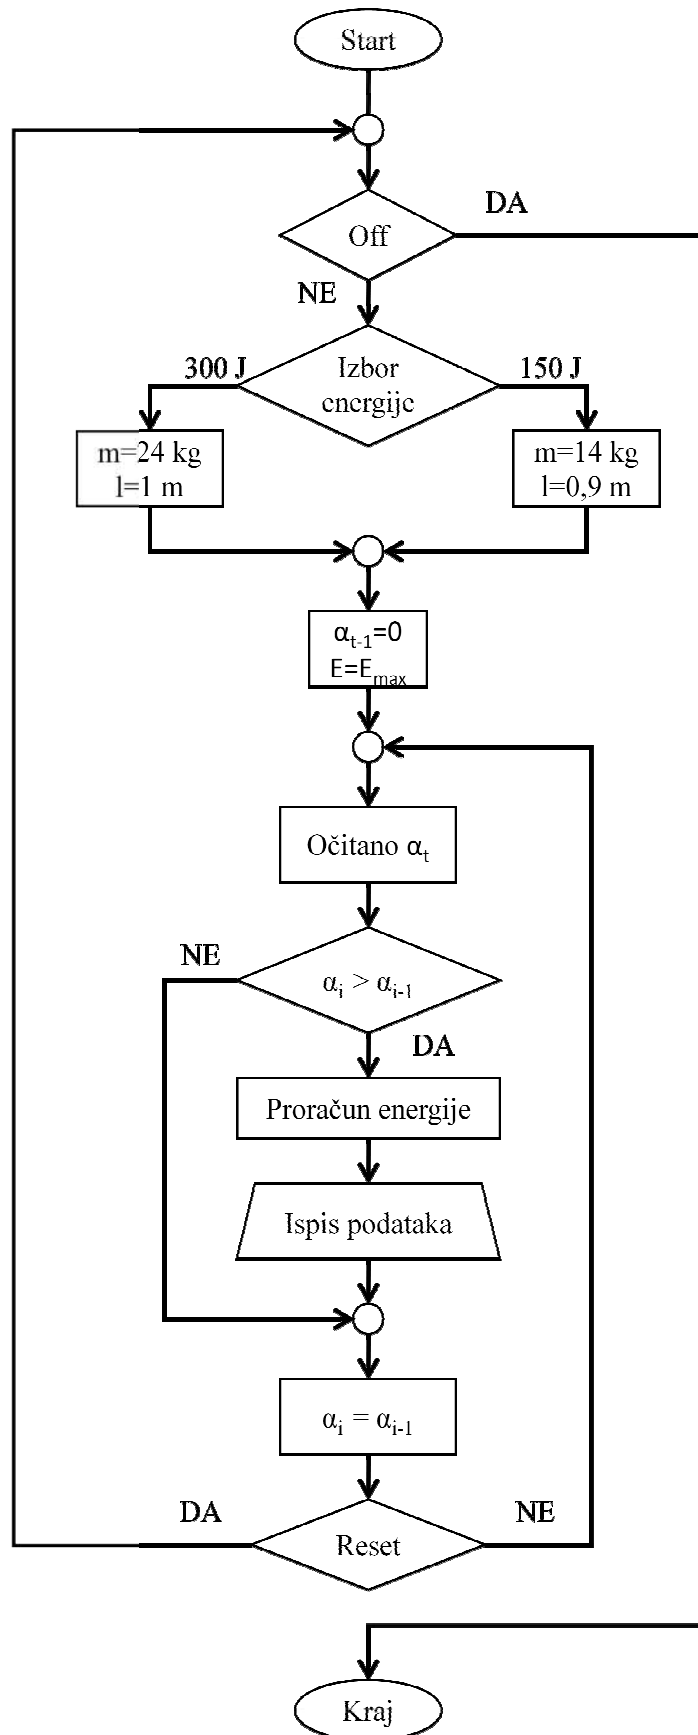 Start
Off
DA
NE
Izbor
energije
300 J
150 J
m=24 kg
l=1 m
m=14 kg
l=0,9 m
αt-1=0
E=Emax
Očitano αt
NE
αi > αi-1
DA
Proračun energije
Ispis podataka
αi = αi-1
DA
Reset
NE
Kraj